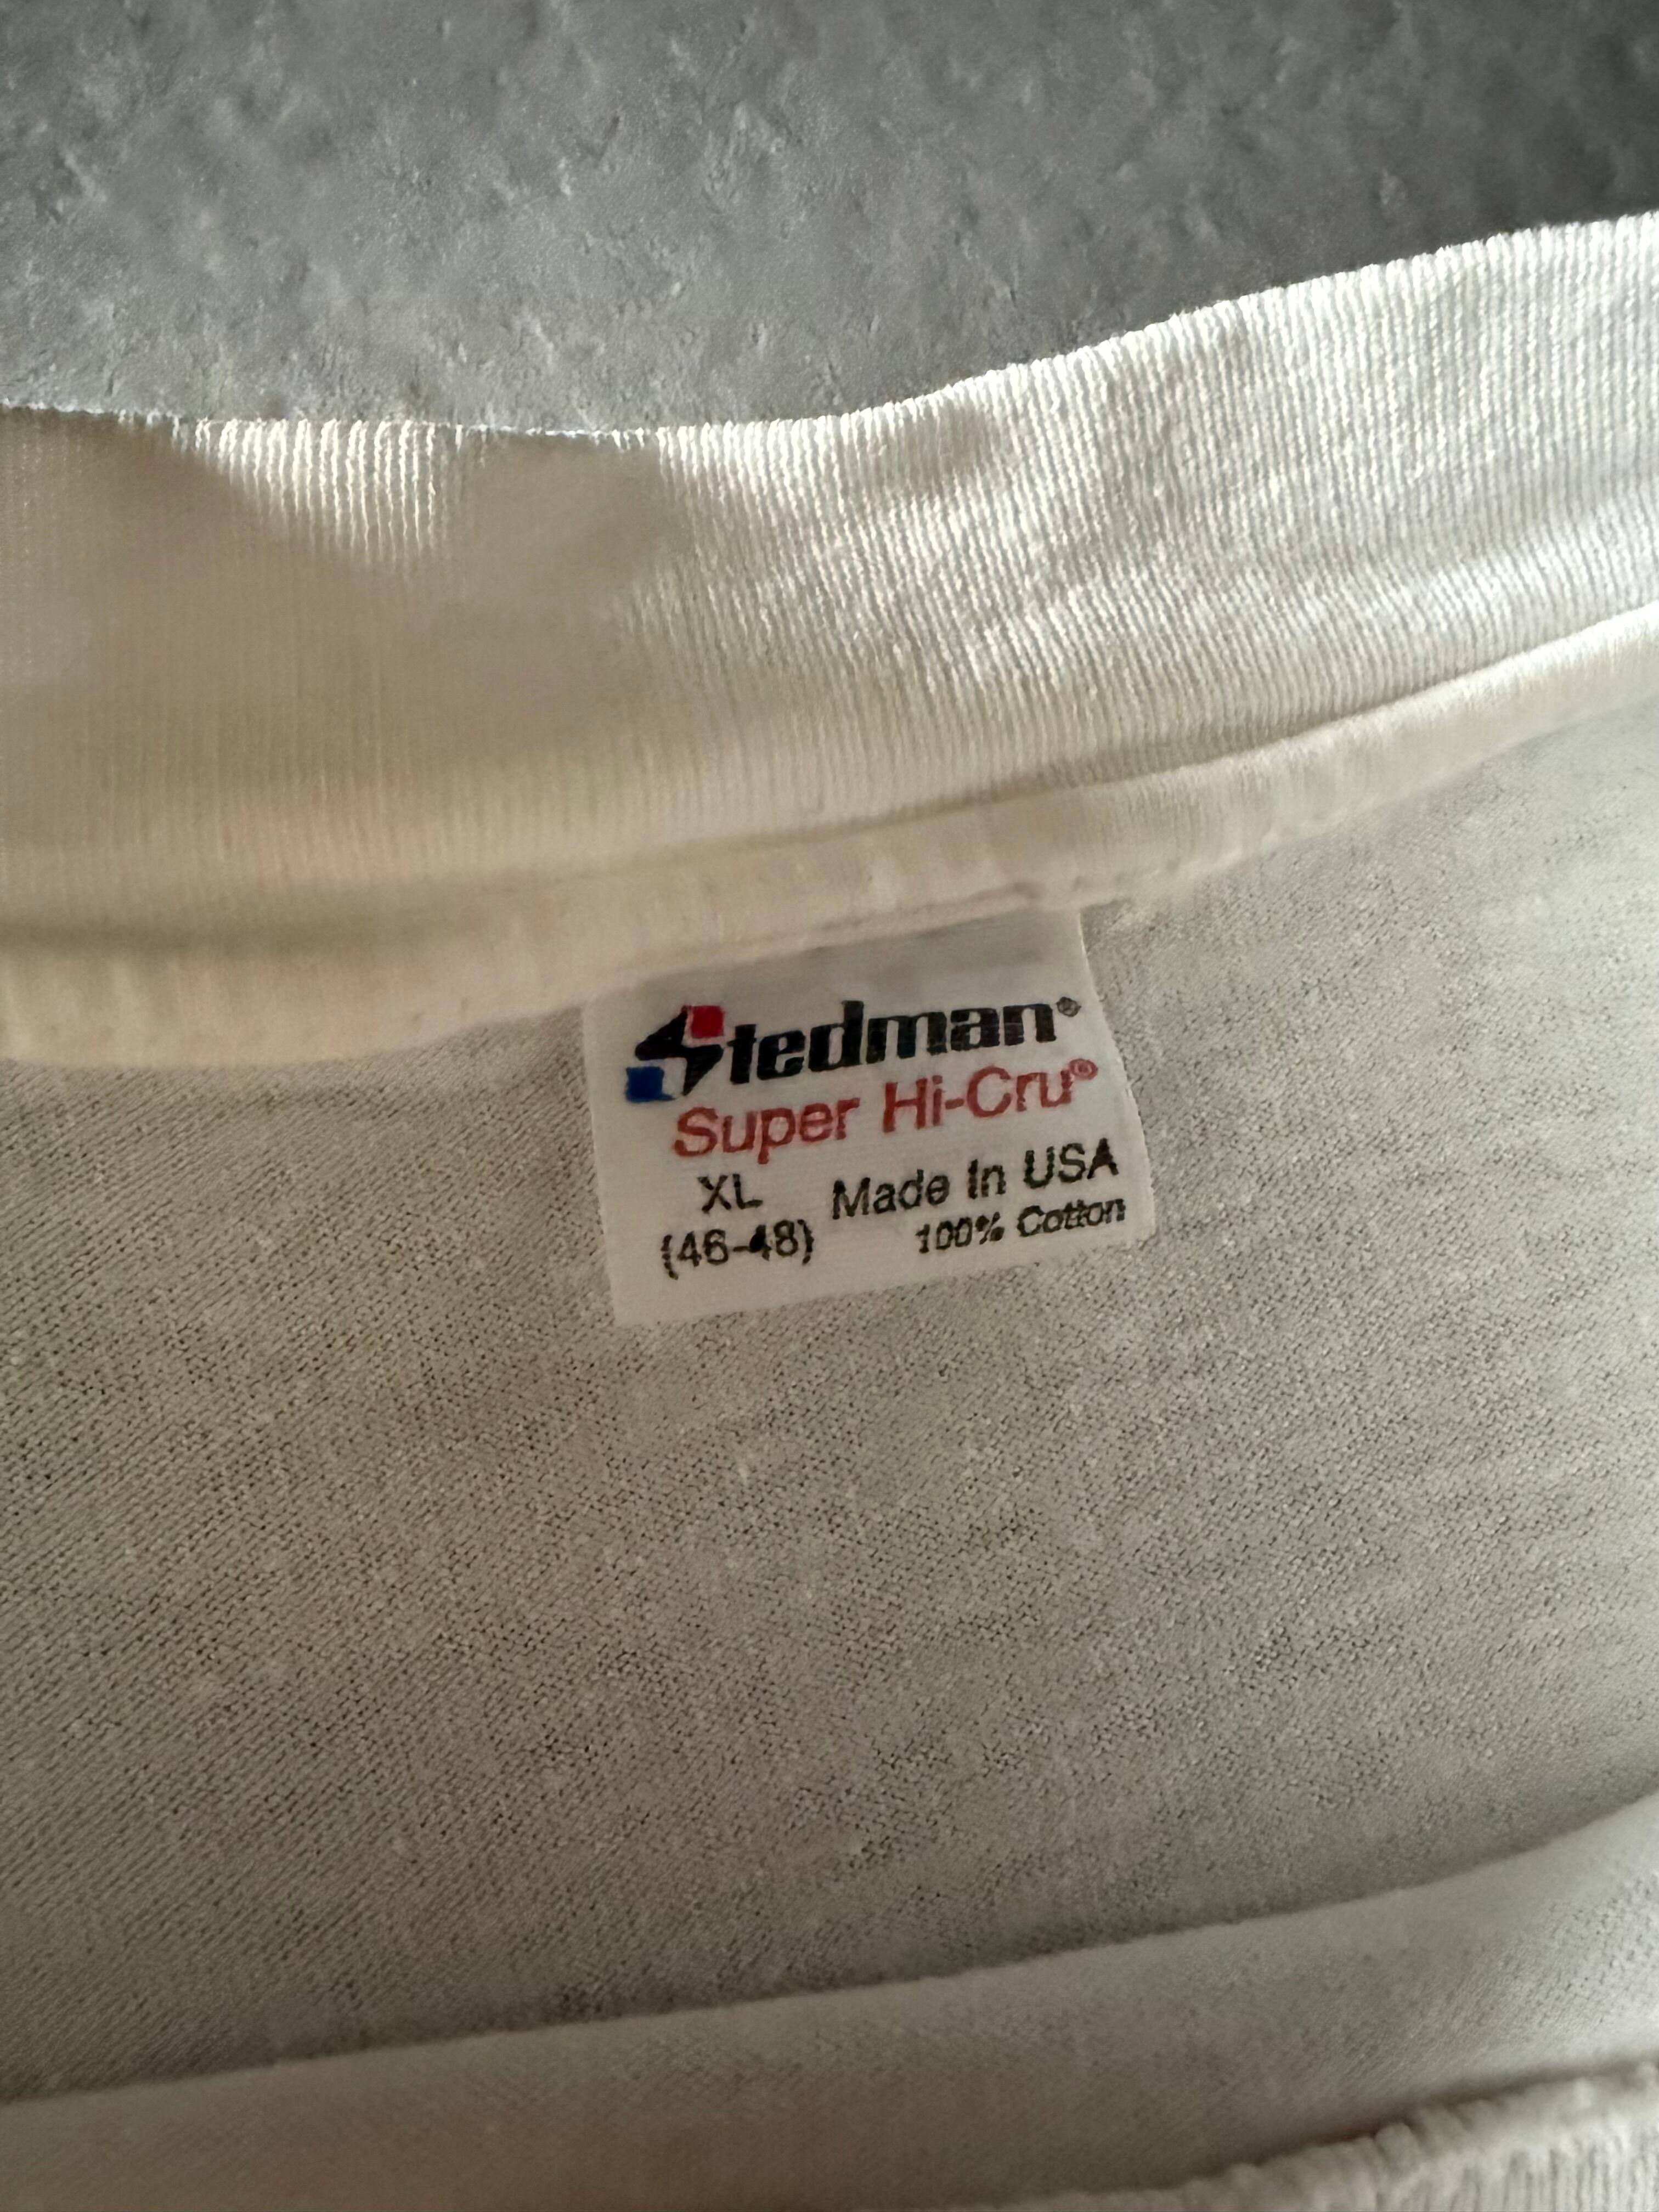 Stedman®
Super Hi-Cru®
XL Made In USA
(46-48) 100% Cotton